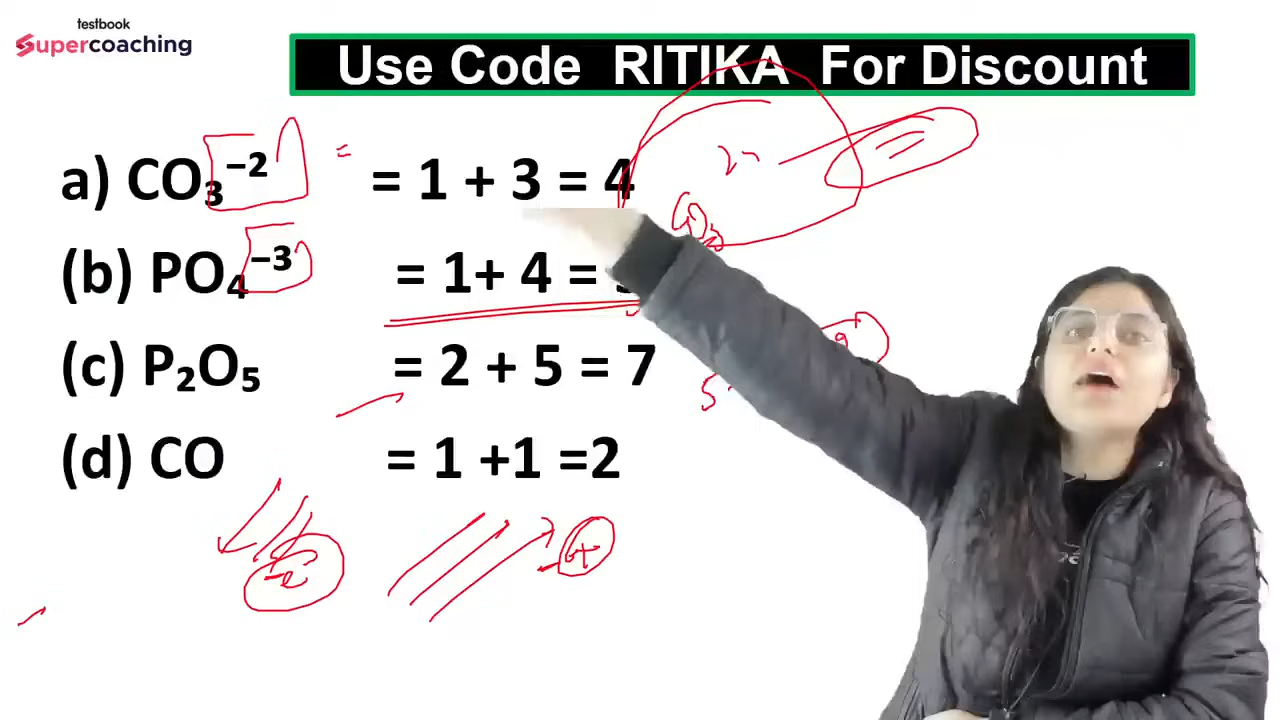 testbook
Supercoaching
Use Code RITIKA For Discount
a) CO₃⁻² = 1 + 3 = 4
(b) PO₄⁻³ = 1+ 4 =
(c) P₂O₅ = 2 + 5 = 7
(d) CO = 1 +1 =2